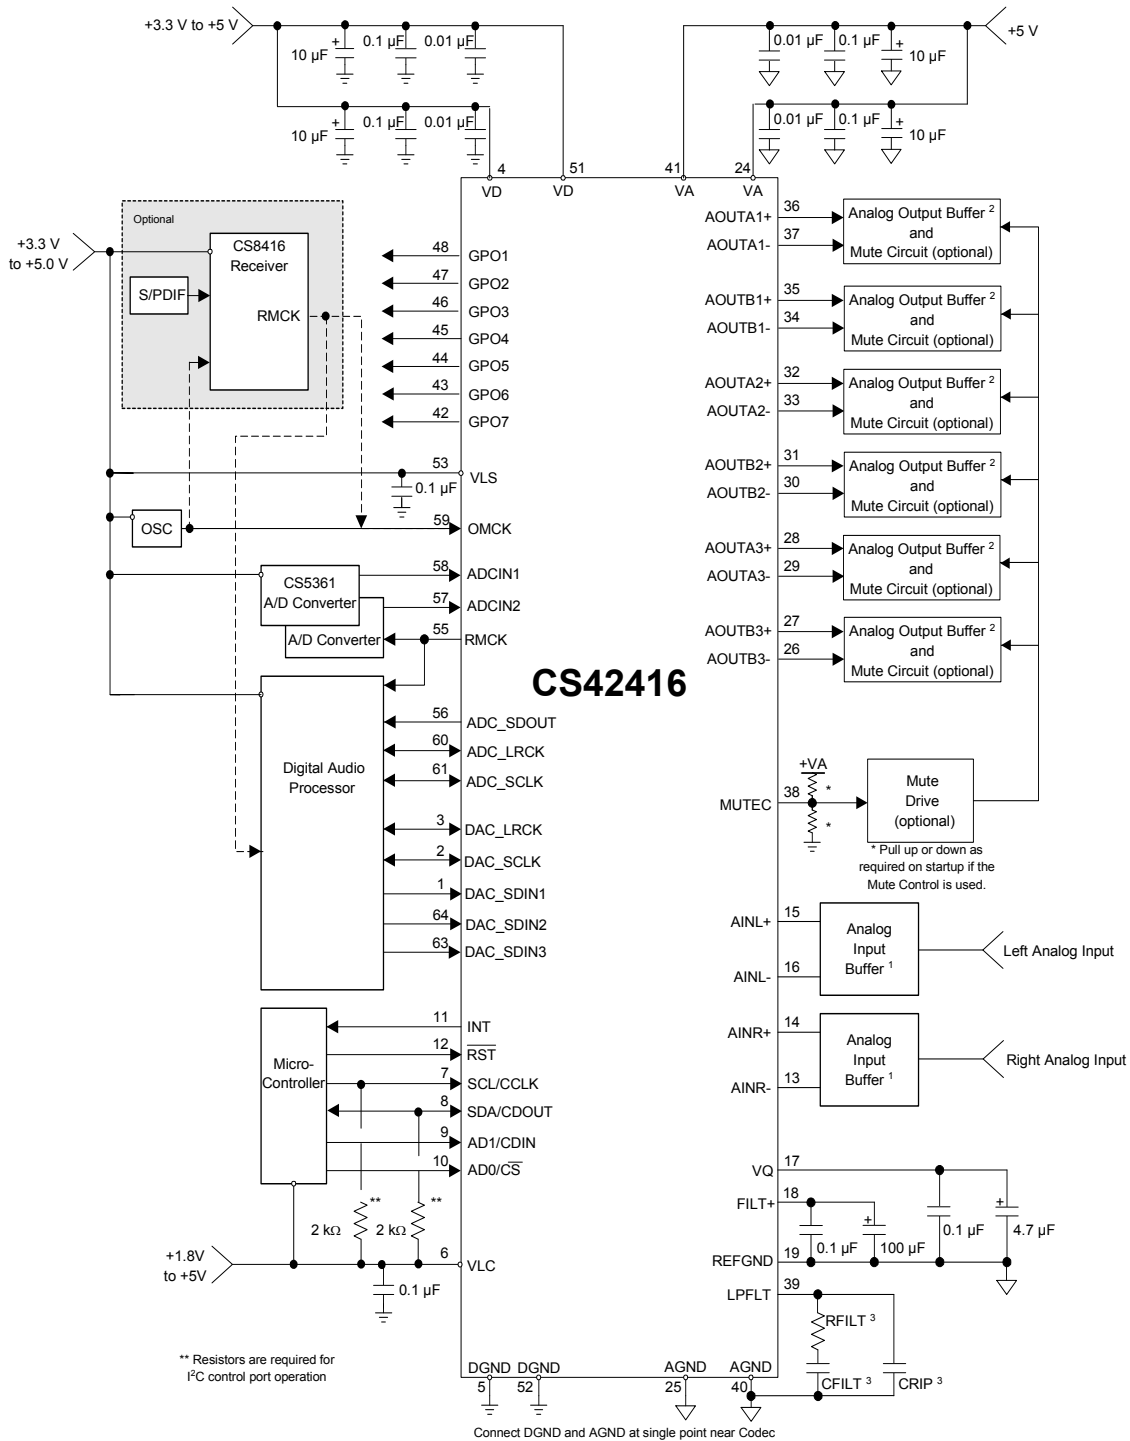 +3.3 V to +5 V
10 µF
+
0.1 µF
0.01 µF
0.01 µF
0.1 µF
+
10 µF
+5 V
10 µF
+
0.1 µF
0.01 µF
0.01 µF
0.1 µF
+
10 µF
4
51
41
24
VD
VD
VA
VA
Optional
+3.3 V
to +5.0 V
CS8416
Receiver
S/PDIF
RMCK
48
GPO1
47
GPO2
46
GPO3
45
GPO4
44
GPO5
43
GPO6
42
GPO7
53
VLS
0.1 µF
OSC
59
OMCK
CS5361
A/D Converter
A/D Converter
58
ADCIN1
57
ADCIN2
55
RMCK
CS42416
Digital Audio
Processor
56
ADC_SDOUT
60
ADC_LRCK
61
ADC_SCLK
3
DAC_LRCK
2
DAC_SCLK
1
DAC_SDIN1
64
DAC_SDIN2
63
DAC_SDIN3
Micro-
Controller
11
INT
12
RST
7
SCL/CCLK
8
SDA/CDOUT
9
AD1/CDIN
10
AD0/CS
2 kΩ
**
2 kΩ
**
+1.8V
to +5V
6
VLC
0.1 µF
** Resistors are required for
I²C control port operation
AOUTA1+
36
AOUTA1-
37
Analog Output Buffer ²
and
Mute Circuit (optional)
AOUTB1+
35
AOUTB1-
34
Analog Output Buffer ²
and
Mute Circuit (optional)
AOUTA2+
32
AOUTA2-
33
Analog Output Buffer ²
and
Mute Circuit (optional)
AOUTB2+
31
AOUTB2-
30
Analog Output Buffer ²
and
Mute Circuit (optional)
AOUTA3+
28
AOUTA3-
29
Analog Output Buffer ²
and
Mute Circuit (optional)
AOUTB3+
27
AOUTB3-
26
Analog Output Buffer ²
and
Mute Circuit (optional)
+VA
*
MUTEC
38
*
Mute
Drive
(optional)
* Pull up or down as
required on startup if the
Mute Control is used.
AINL+
15
AINL-
16
Analog
Input
Buffer ¹
Left Analog Input
AINR+
14
AINR-
13
Analog
Input
Buffer ¹
Right Analog Input
VQ
17
FILT+
18
+
+
0.1 µF
100 µF
0.1 µF
4.7 µF
REFGND
19
LPFLT
39
RFILT ³
CFILT ³
CRIP ³
DGND
DGND
AGND
AGND
5
52
25
40
Connect DGND and AGND at single point near Codec